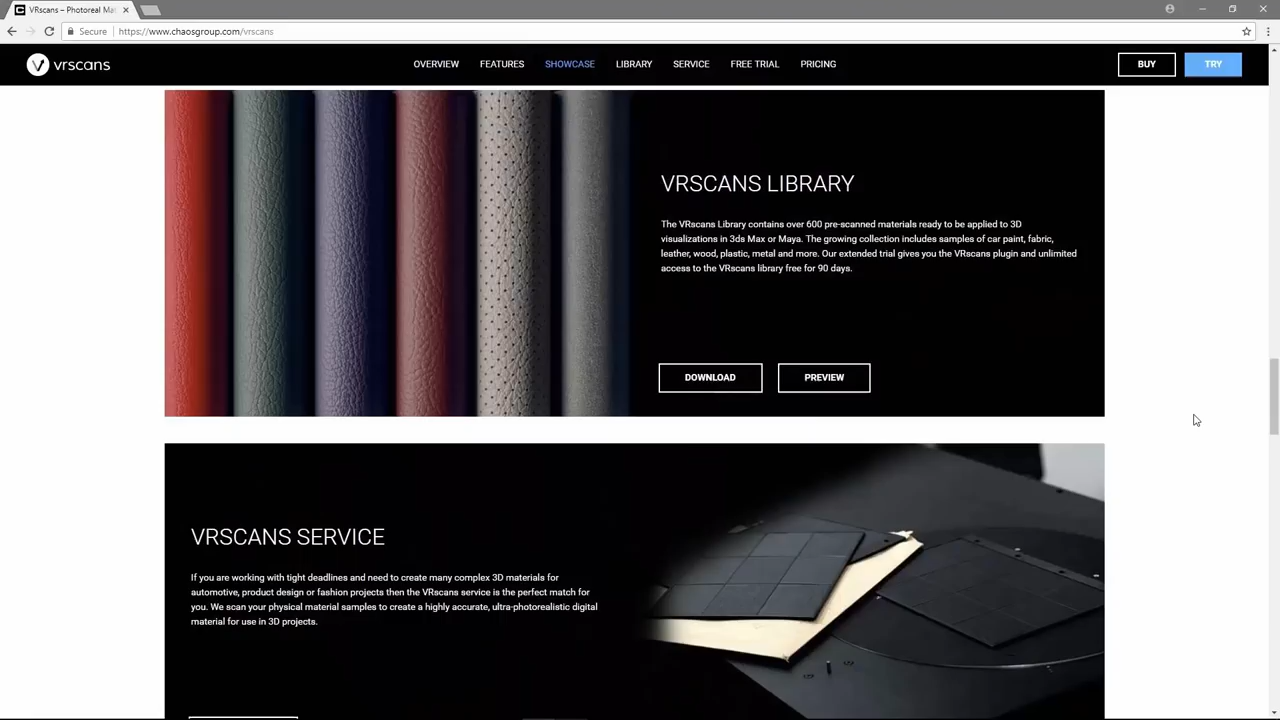 VRscans – Photoreal Ma
Secure
https://www.chaosgroup.com/vrscans
vrscans
OVERVIEW
FEATURES
SHOWCASE
LIBRARY
SERVICE
FREE TRIAL
PRICING
BUY
TRY
VRSCANS LIBRARY
The VRscans Library contains over 600 pre-scanned materials ready to be applied to 3D
visualizations in 3ds Max or Maya. The growing collection includes samples of car paint, fabric,
leather, wood, plastic, metal and more. Our extended trial gives you the VRscans plugin and unlimited
access to the VRscans library free for 90 days.
DOWNLOAD
PREVIEW
VRSCANS SERVICE
If you are working with tight deadlines and need to create many complex 3D materials for
automotive, product design or fashion projects then the VRscans service is the perfect match for
you. We scan your physical material samples to create a highly accurate, ultra-photorealistic digital
material for use in 3D projects.